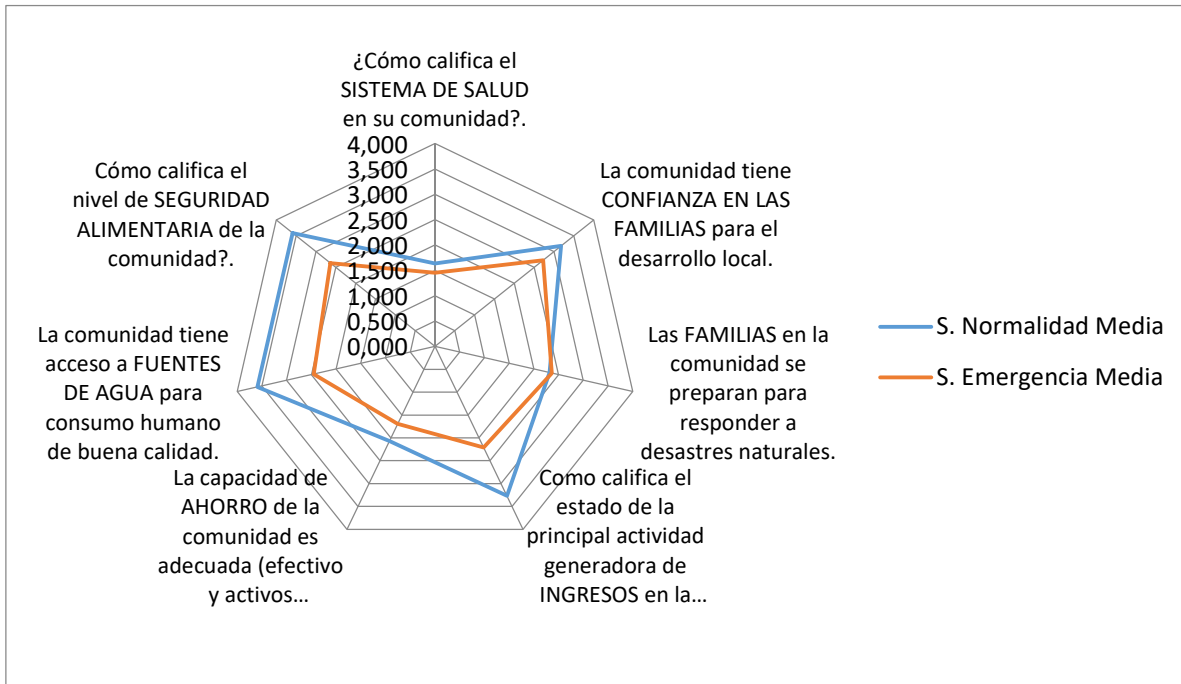 ¿Cómo califica el
SISTEMA DE SALUD
en su comunidad?.
4,000
3,500
3,000
2,500
2,000
1,500
1,000
0,500
0,000
La comunidad tiene
CONFIANZA EN LAS
FAMILIAS para el
desarrollo local.
Las FAMILIAS en la
comunidad se
preparan para
responder a
desastres naturales.
Como califica el
estado de la
principal actividad
generadora de
INGRESOS en la...
La capacidad de
AHORRO de la
comunidad es
adecuada (efectivo
y activos...
La comunidad tiene
acceso a FUENTES
DE AGUA para
consumo humano
de buena calidad.
Cómo califica el
nivel de SEGURIDAD
ALIMENTARIA de la
comunidad?.
S. Normalidad Media
S. Emergencia Media